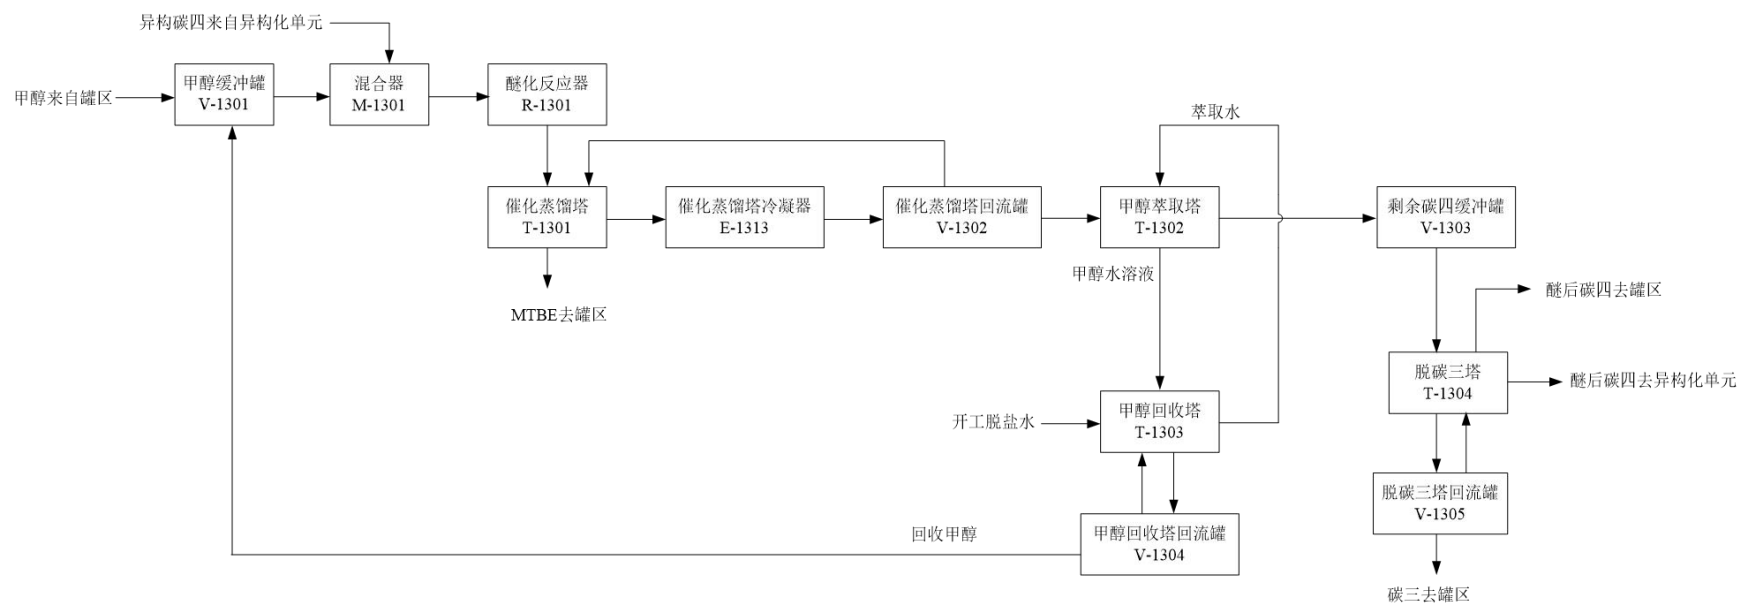 异构碳四来自异构化单元
甲醇来自罐区
甲醇缓冲罐
V-1301
混合器
M-1301
醚化反应器
R-1301
萃取水
催化蒸馏塔
T-1301
催化蒸馏塔冷凝器
E-1313
催化蒸馏塔回流罐
V-1302
甲醇萃取塔
T-1302
剩余碳四缓冲罐
V-1303
甲醇水溶液
MTBE去罐区
醚后碳四去罐区
脱碳三塔
T-1304
醚后碳四去异构化单元
开工脱盐水
甲醇回收塔
T-1303
脱碳三塔回流罐
V-1305
回收甲醇
甲醇回收塔回流罐
V-1304
碳三去罐区